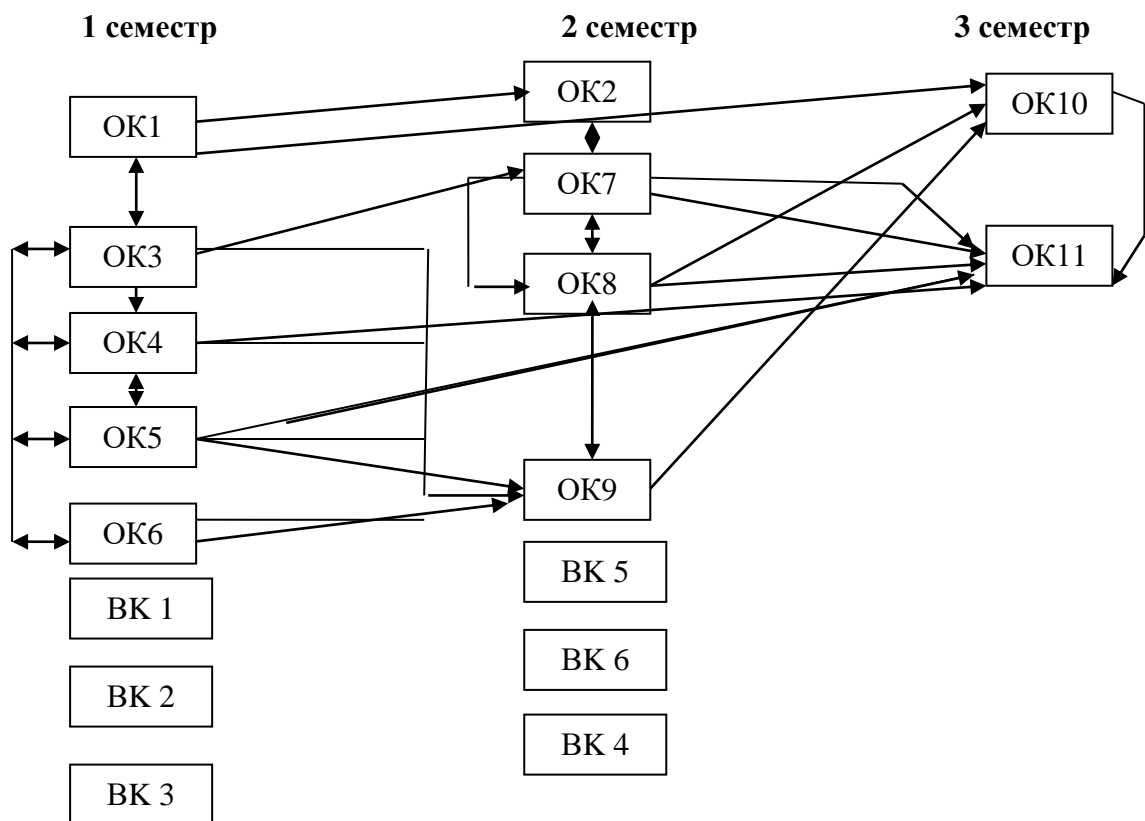 1 семестр
2 семестр
3 семестр
ОК1
ОК3
ОК4
ОК5
ОК6
ВК 1
ВК 2
ВК 3
ОК2
ОК7
ОК8
ОК9
ВК 5
ВК 6
ВК 4
ОК10
ОК11